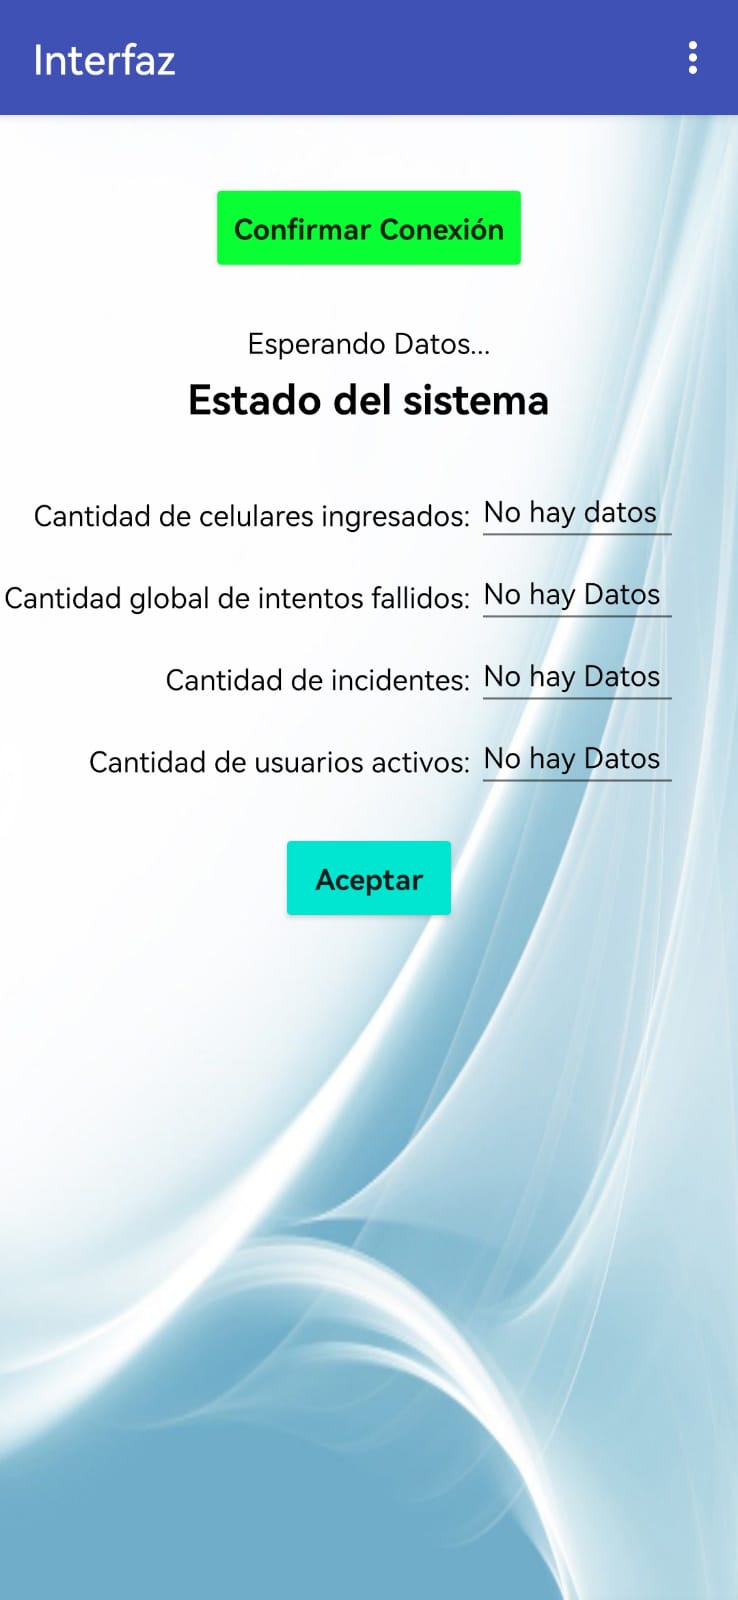 Interfaz
Confirmar Conexión
Esperando Datos...
Estado del sistema
Cantidad de celulares ingresados: No hay datos
Cantidad global de intentos fallidos: No hay Datos
Cantidad de incidentes: No hay Datos
Cantidad de usuarios activos: No hay Datos
Aceptar